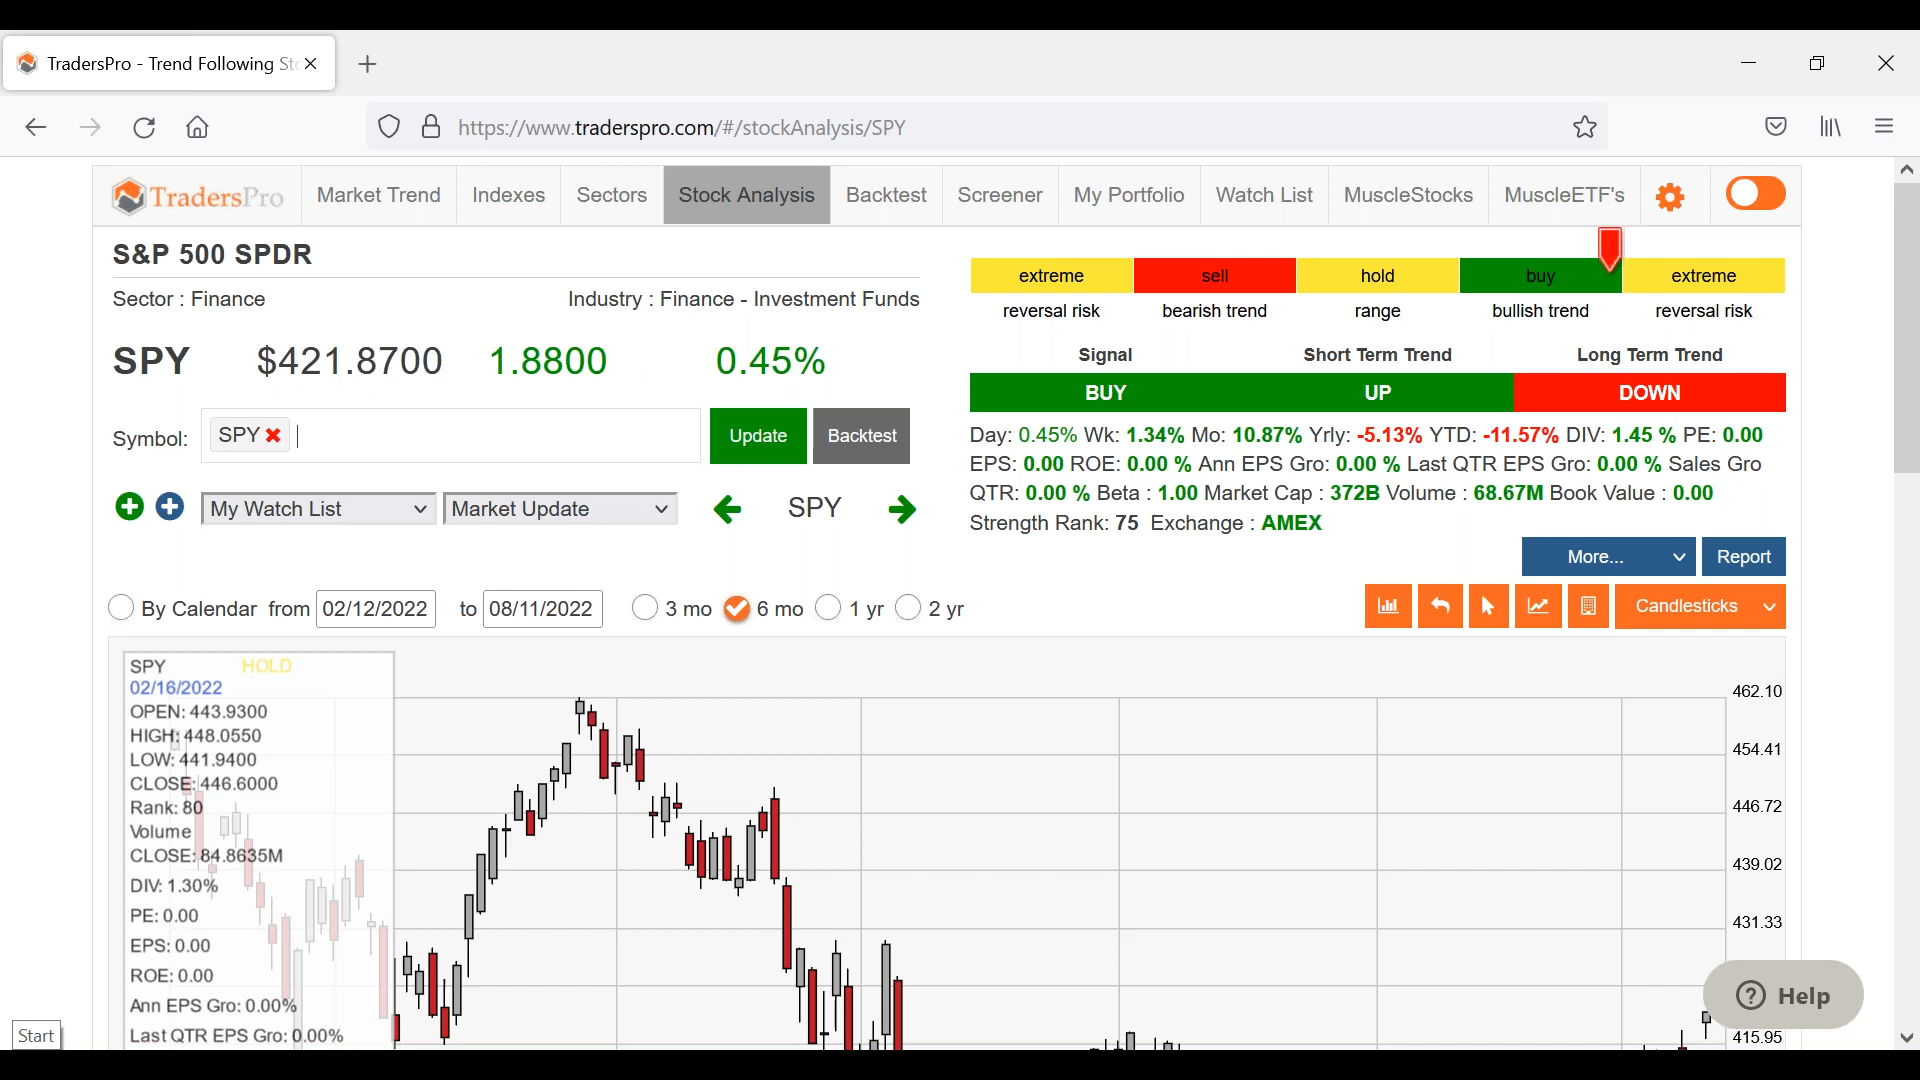 TradersPro - Trend Following Sto
https://www.traderspro.com/#/stockAnalysis/SPY
TradersPro Market Trend Indexes Sectors Stock Analysis Backtest Screener My Portfolio Watch List MuscleStocks MuscleETF's
S&P 500 SPDR
Sector : Finance Industry : Finance - Investment Funds
SPY $421.8700 1.8800 0.45%
Symbol: SPY Update Backtest
My Watch List Market Update SPY
extreme sell hold buy extreme
reversal risk bearish trend range bullish trend reversal risk
Signal Short Term Trend Long Term Trend
BUY UP DOWN
Day: 0.45% Wk: 1.34% Mo: 10.87% Yrly: -5.13% YTD: -11.57% DIV: 1.45 % PE: 0.00
EPS: 0.00 ROE: 0.00 % Ann EPS Gro: 0.00 % Last QTR EPS Gro: 0.00 % Sales Gro
QTR: 0.00 % Beta : 1.00 Market Cap : 372B Volume : 68.67M Book Value : 0.00
Strength Rank: 75 Exchange : AMEX
More... Report
By Calendar from 02/12/2022 to 08/11/2022 3 mo 6 mo 1 yr 2 yr
Candlesticks
SPY HOLD
02/16/2022
OPEN: 443.9300
HIGH: 448.0550
LOW: 441.9400
CLOSE: 446.6000
Rank: 80
Volume
CLOSE: 84.8635M
DIV: 1.30%
PE: 0.00
EPS: 0.00
ROE: 0.00
Ann EPS Gro: 0.00%
Last QTR EPS Gro: 0.00%
462.10
454.41
446.72
439.02
431.33
415.95
Help
Start